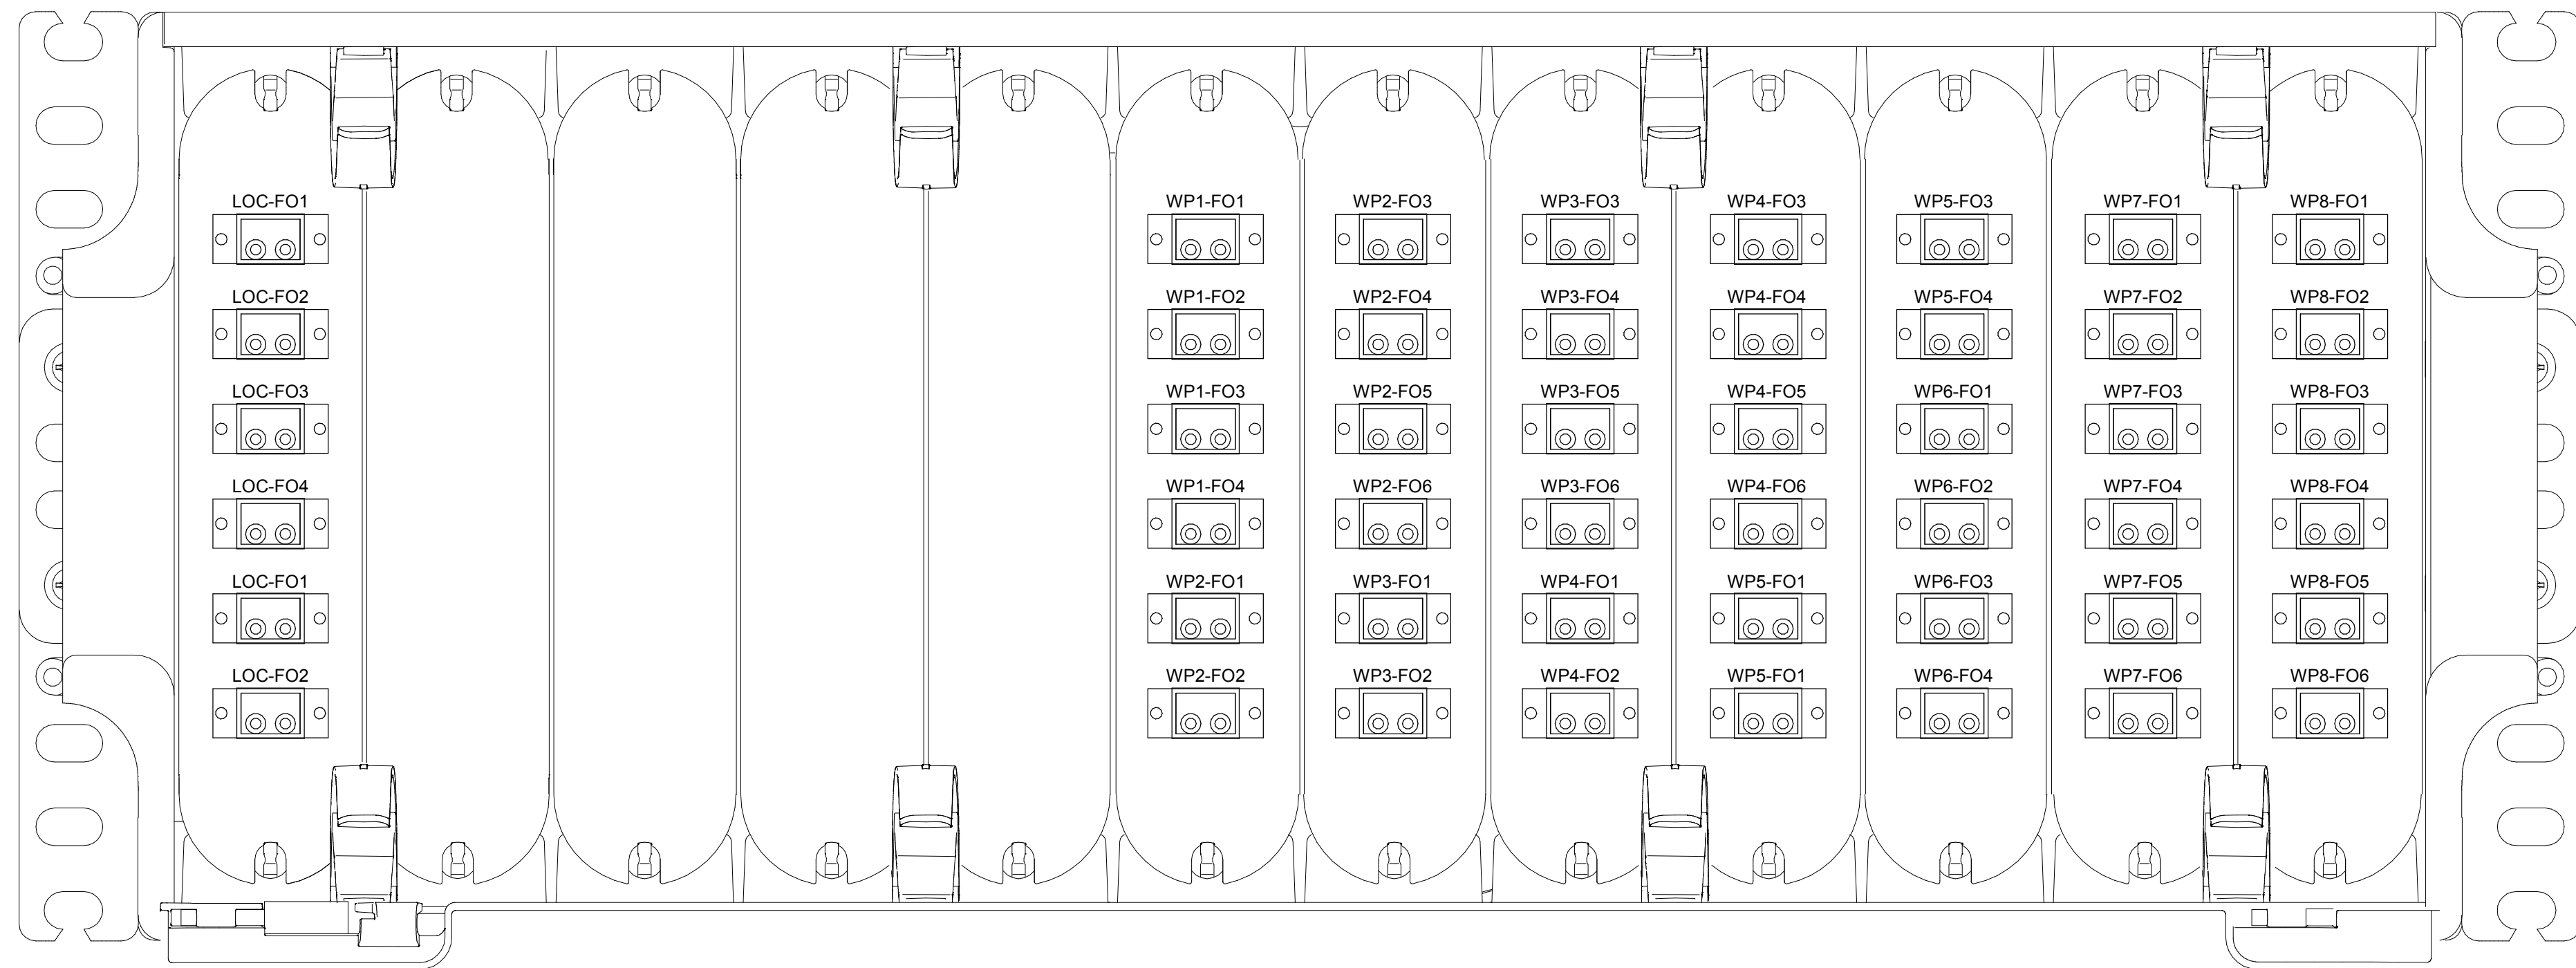 LOC-FO1 WP1-FO1 WP2-FO3 WP3-FO3 WP4-FO3 WP5-FO3 WP7-FO1 WP8-FO1
LOC-FO2 WP1-FO2 WP2-FO4 WP3-FO4 WP4-FO4 WP5-FO4 WP7-FO2 WP8-FO2
LOC-FO3 WP1-FO3 WP2-FO5 WP3-FO5 WP4-FO5 WP6-FO1 WP7-FO3 WP8-FO3
LOC-FO4 WP1-FO4 WP2-FO6 WP3-FO6 WP4-FO6 WP6-FO2 WP7-FO4 WP8-FO4
LOC-FO1 WP2-FO1 WP3-FO1 WP4-FO1 WP5-FO1 WP6-FO3 WP7-FO5 WP8-FO5
LOC-FO2 WP2-FO2 WP3-FO2 WP4-FO2 WP5-FO1 WP6-FO4 WP7-FO6 WP8-FO6